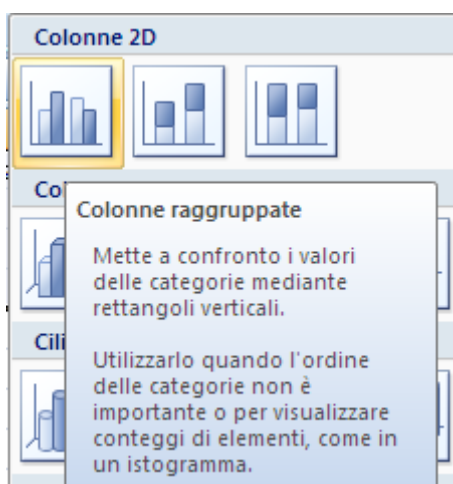 Colonne 2D
Co
Colonne raggruppate
Mette a confronto i valori
delle categorie mediante
rettangoli verticali.
Utilizzarlo quando l'ordine
delle categorie non è
importante o per visualizzare
conteggi di elementi, come in
un istogramma.
Cili